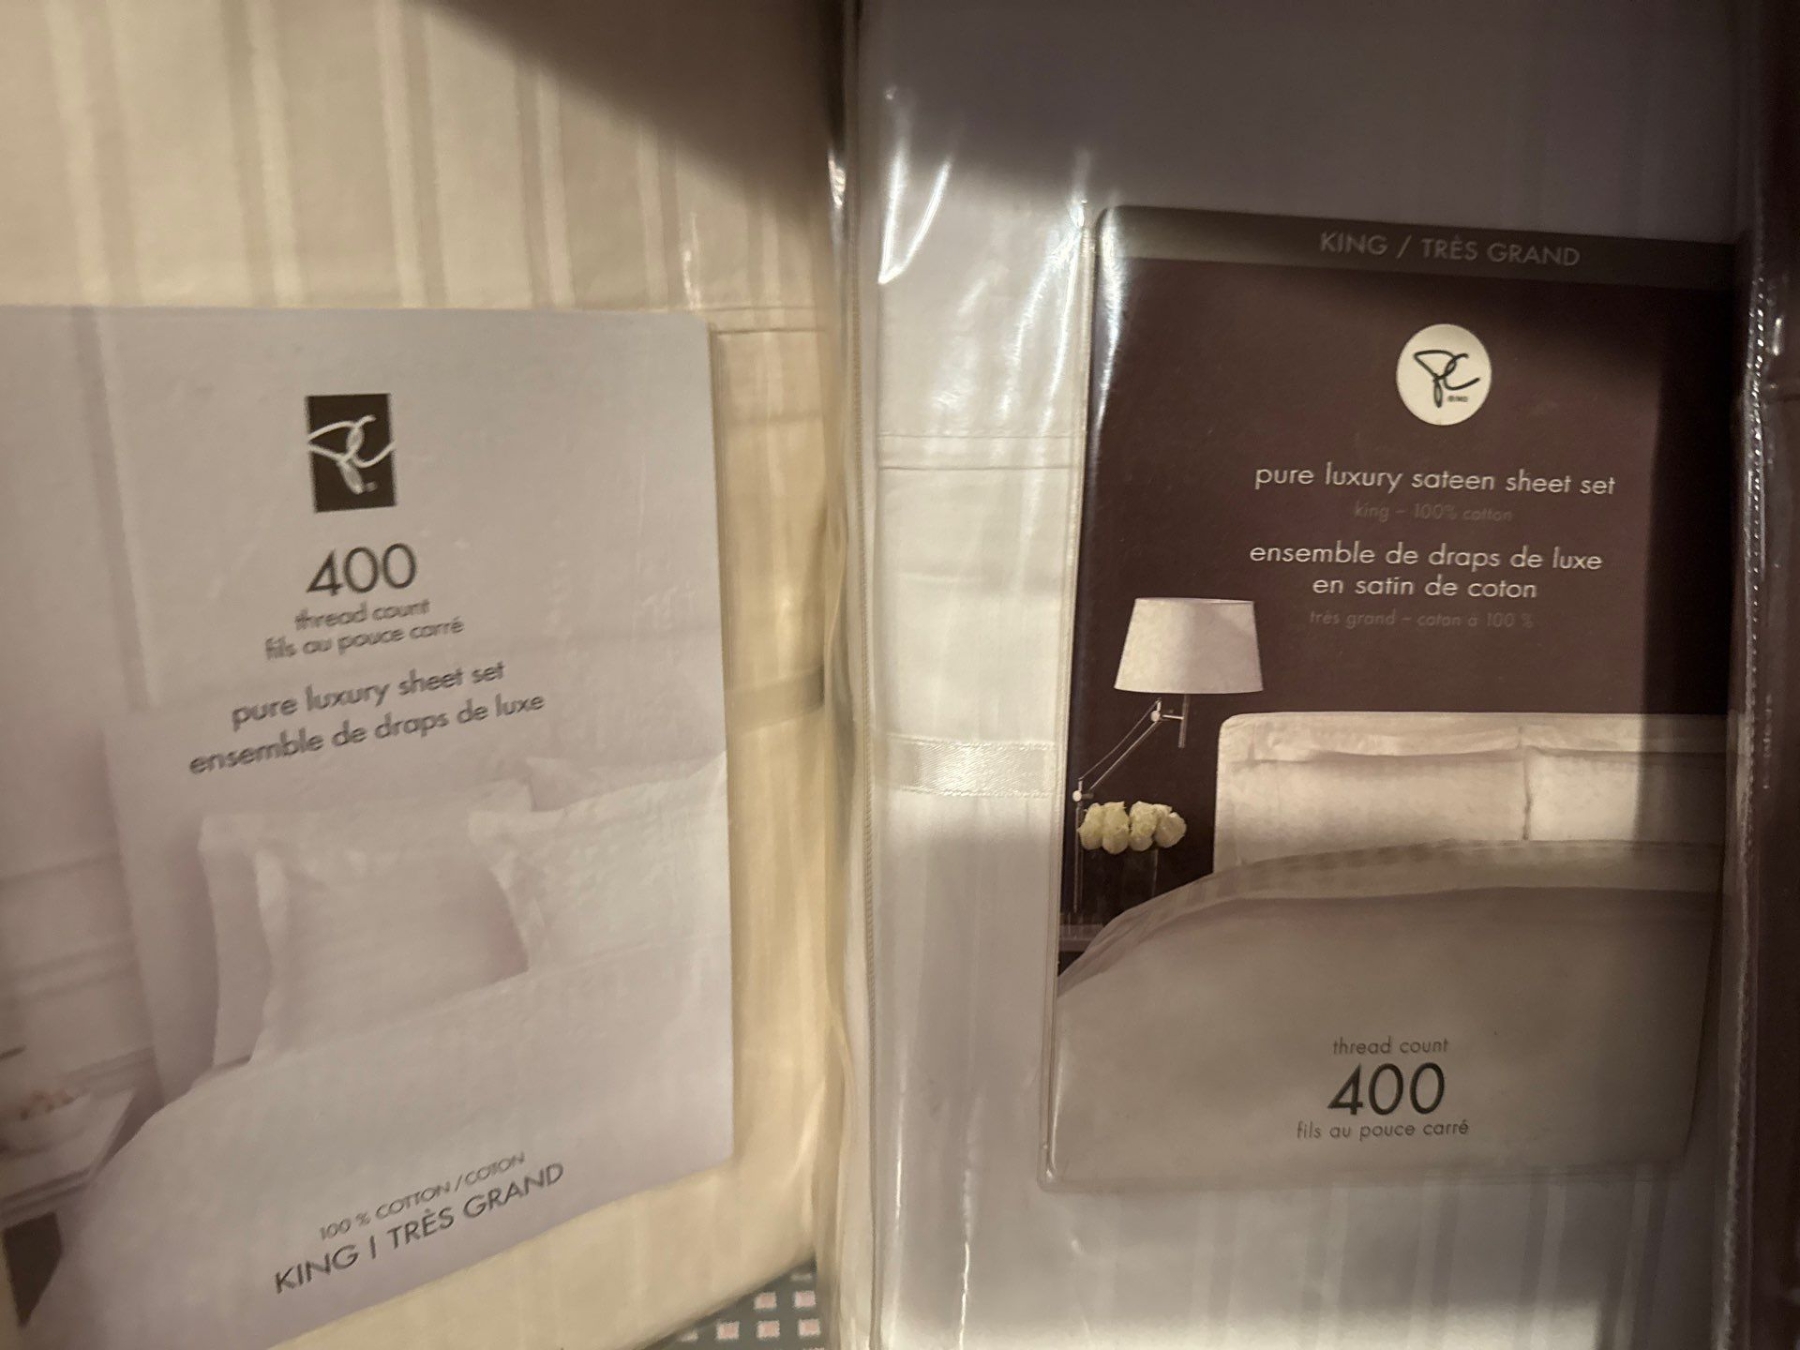 PC
400
thread count
fils au pouce carré
pure luxury sheet set
ensemble de draps de luxe
100 % COTTON / COTON
KING | TRÈS GRAND
KING / TRÈS GRAND
PC
pure luxury sateen sheet set
king – 100% cotton
ensemble de draps de luxe
en satin de coton
très grand – coton à 100 %
thread count
400
fils au pouce carré